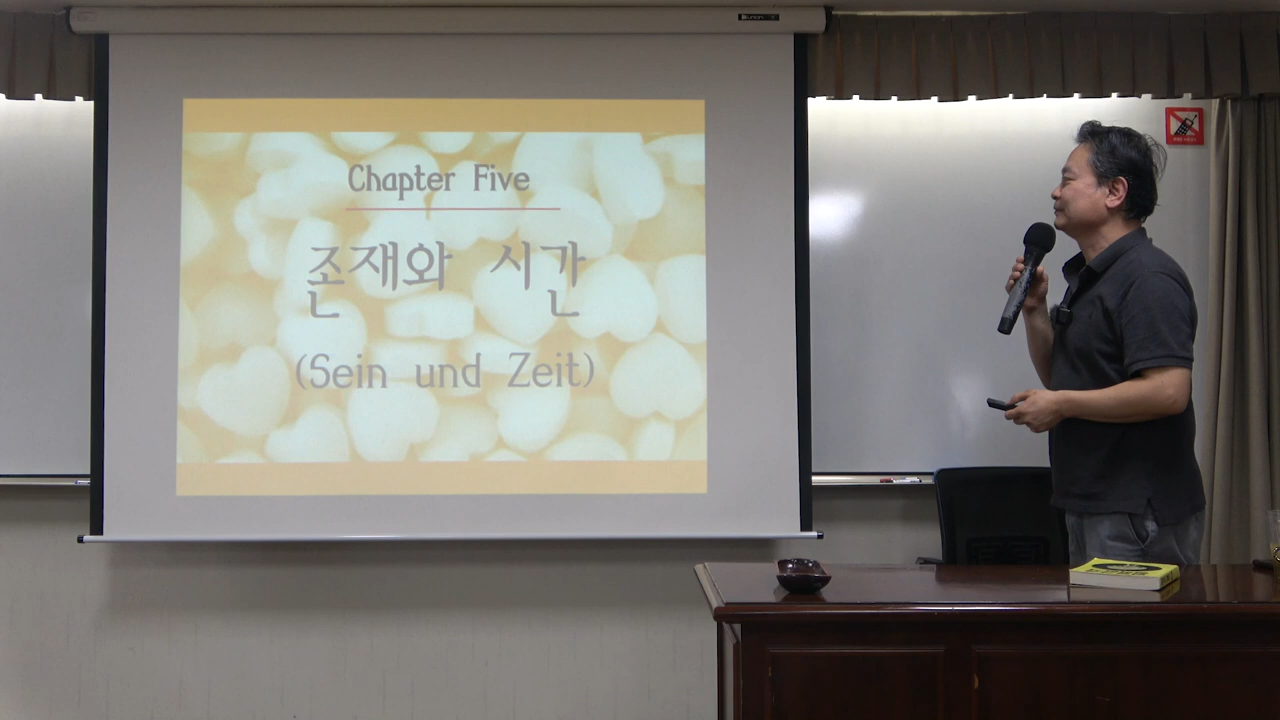 Chapter Five
존재와 시간
(Sein und Zeit)